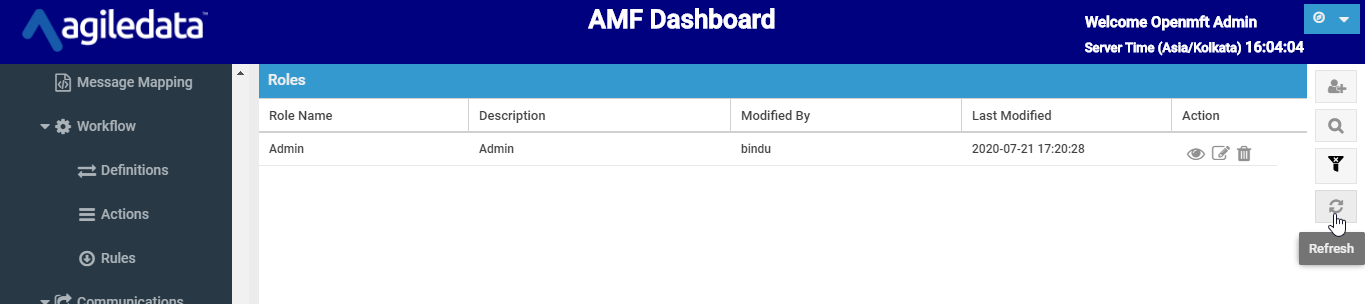 agiledata™
AMF Dashboard
Welcome Openmft Admin
Server Time (Asia/Kolkata) 16:04:04
Message Mapping
Workflow
Definitions
Actions
Rules
Communications
Roles
Role Name Description Modified By Last Modified Action
Admin Admin bindu 2020-07-21 17:20:28
Refresh